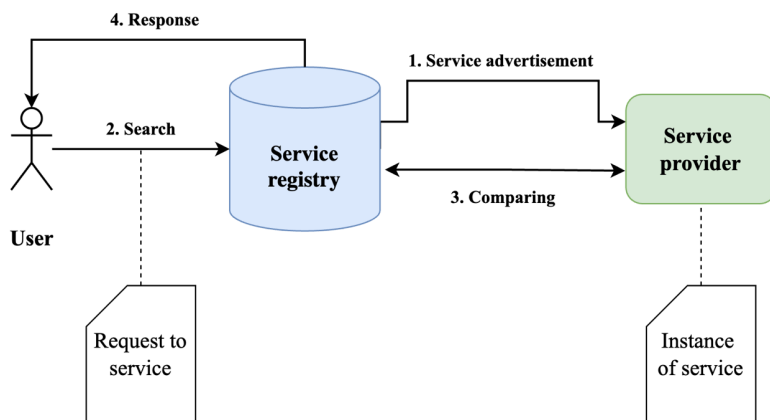 4. Response
1. Service advertisement
2. Search
Service
registry
Service
provider
3. Comparing
User
Request to
service
Instance
of service